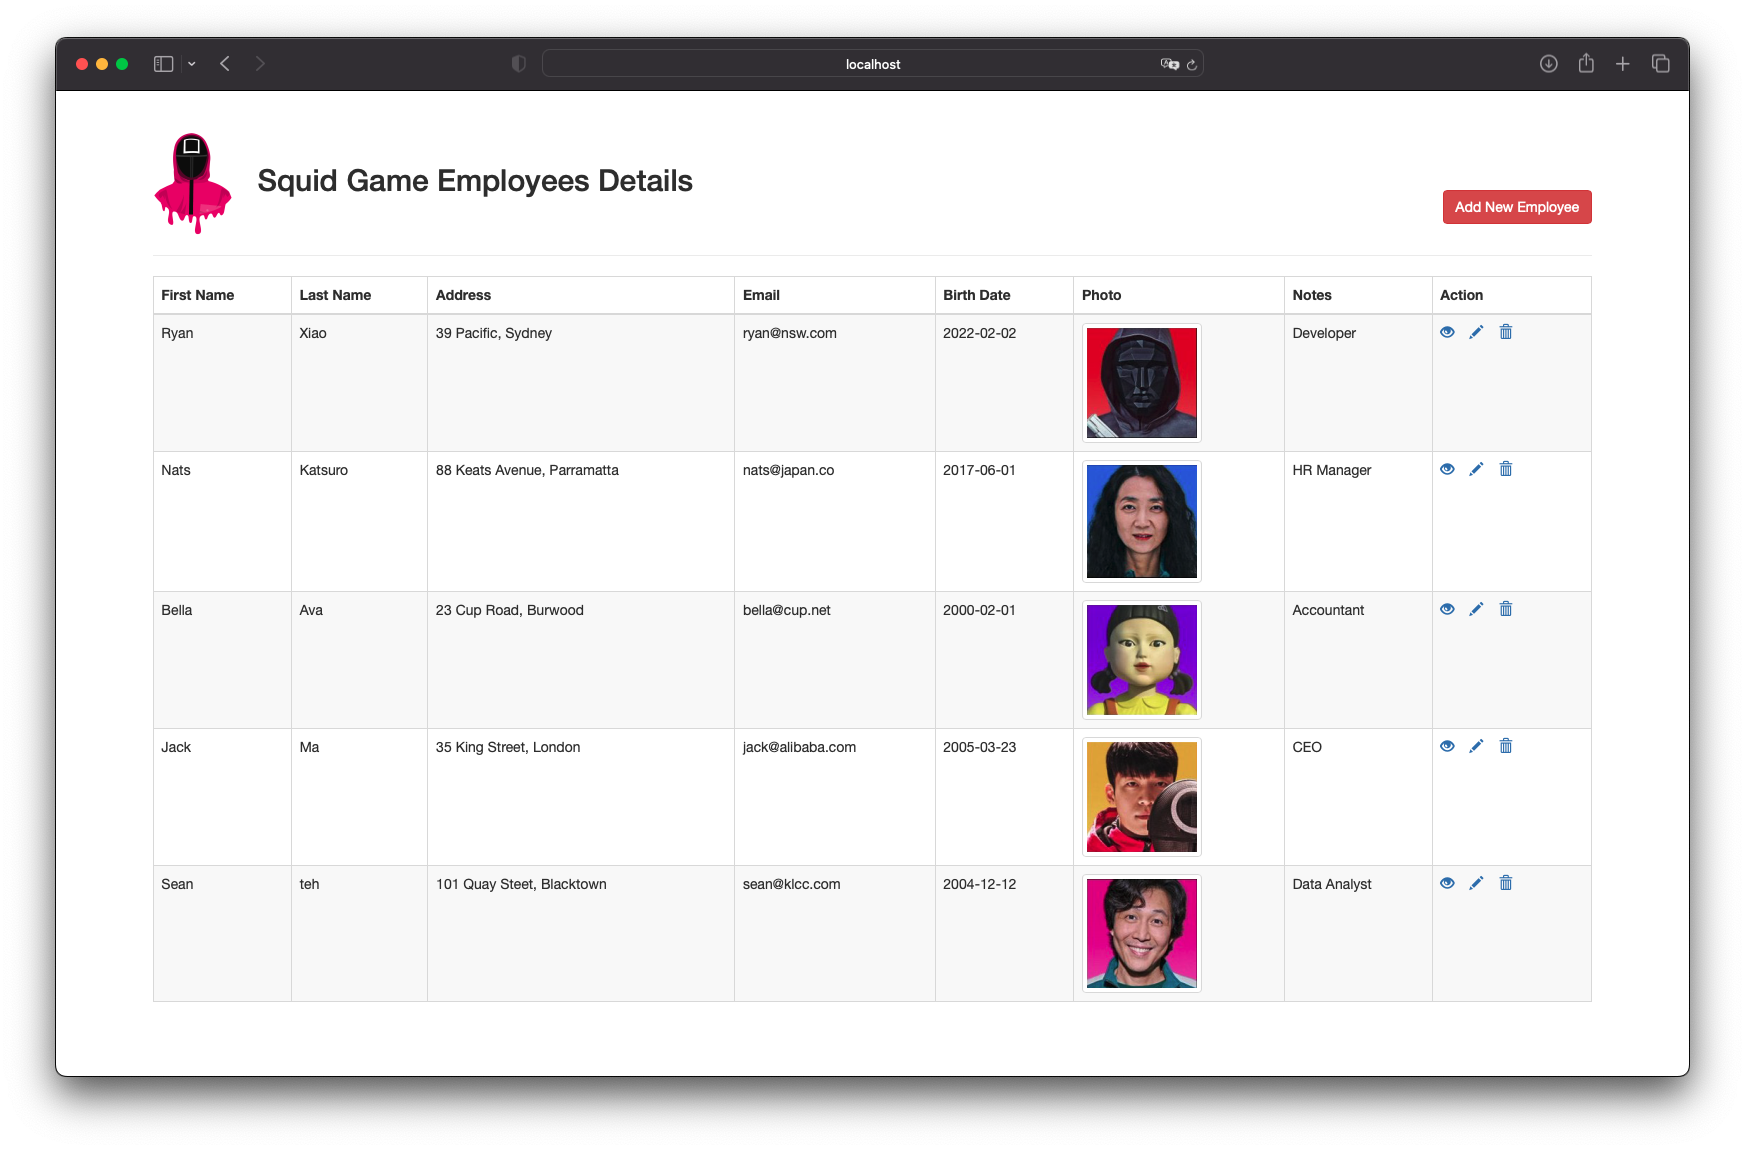 localhost
Squid Game Employees Details
Add New Employee
First Name Last Name Address Email Birth Date Photo Notes Action
Ryan Xiao 39 Pacific, Sydney ryan@nsw.com 2022-02-02 Developer
Nats Katsuro 88 Keats Avenue, Parramatta nats@japan.co 2017-06-01 HR Manager
Bella Ava 23 Cup Road, Burwood bella@cup.net 2000-02-01 Accountant
Jack Ma 35 King Street, London jack@alibaba.com 2005-03-23 CEO
Sean teh 101 Quay Steet, Blacktown sean@klcc.com 2004-12-12 Data Analyst